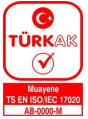 TÜRKAK
Muayene
TS EN ISO/IEC 17020
AB-0000-M